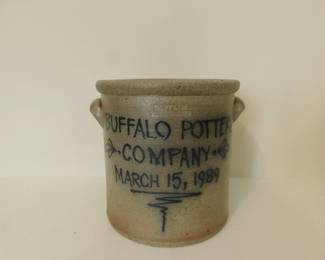 BUFFALO POTTER
COMPANY
MARCH 15, 1989